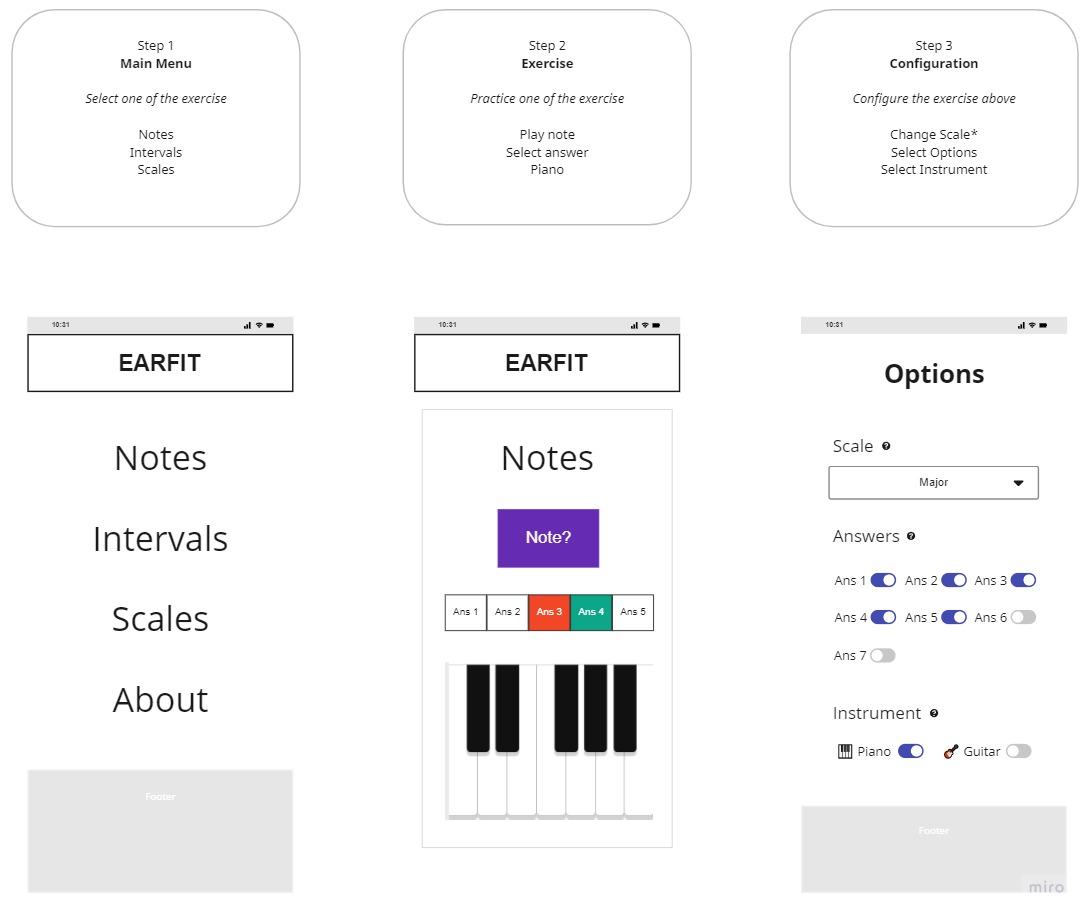 Step 1
Main Menu
Select one of the exercise
Notes
Intervals
Scales
Step 2
Exercise
Practice one of the exercise
Play note
Select answer
Piano
Step 3
Configuration
Configure the exercise above
Change Scale*
Select Options
Select Instrument
10:31
EARFIT
Notes
Intervals
Scales
About
Footer
10:31
EARFIT
Notes
Note?
Ans 1 Ans 2 Ans 3 Ans 4 Ans 5
10:31
Options
Scale ?
Major
Answers ?
Ans 1 Ans 2 Ans 3
Ans 4 Ans 5 Ans 6
Ans 7
Instrument ?
Piano Guitar
Footer
miro